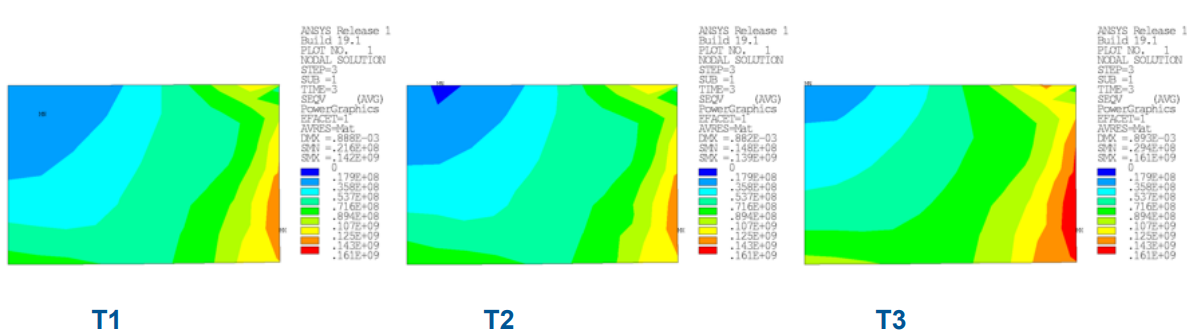 ANSYS Release 1
Build 19.1
PLOT NO. 1
NODAL SOLUTION
STEP=3
SUB =1
TIME=3
SEQV (AVG)
PowerGraphics
EFACET=1
AVRES=Mat
DMX =.888E-03
SMN =.216E+08
SMX =.142E+09
0
.179E+08
.358E+08
.537E+08
.716E+08
.894E+08
.107E+09
.125E+09
.143E+09
.161E+09
T1
ANSYS Release 1
Build 19.1
PLOT NO. 1
NODAL SOLUTION
STEP=3
SUB =1
TIME=3
SEQV (AVG)
PowerGraphics
EFACET=1
AVRES=Mat
DMX =.882E-03
SMN =.148E+08
SMX =.139E+09
0
.179E+08
.358E+08
.537E+08
.716E+08
.894E+08
.107E+09
.125E+09
.143E+09
.161E+09
T2
ANSYS Release 1
Build 19.1
PLOT NO. 1
NODAL SOLUTION
STEP=3
SUB =1
TIME=3
SEQV (AVG)
PowerGraphics
EFACET=1
AVRES=Mat
DMX =.893E-03
SMN =.294E+08
SMX =.161E+09
0
.179E+08
.358E+08
.537E+08
.716E+08
.894E+08
.107E+09
.125E+09
.143E+09
.161E+09
T3